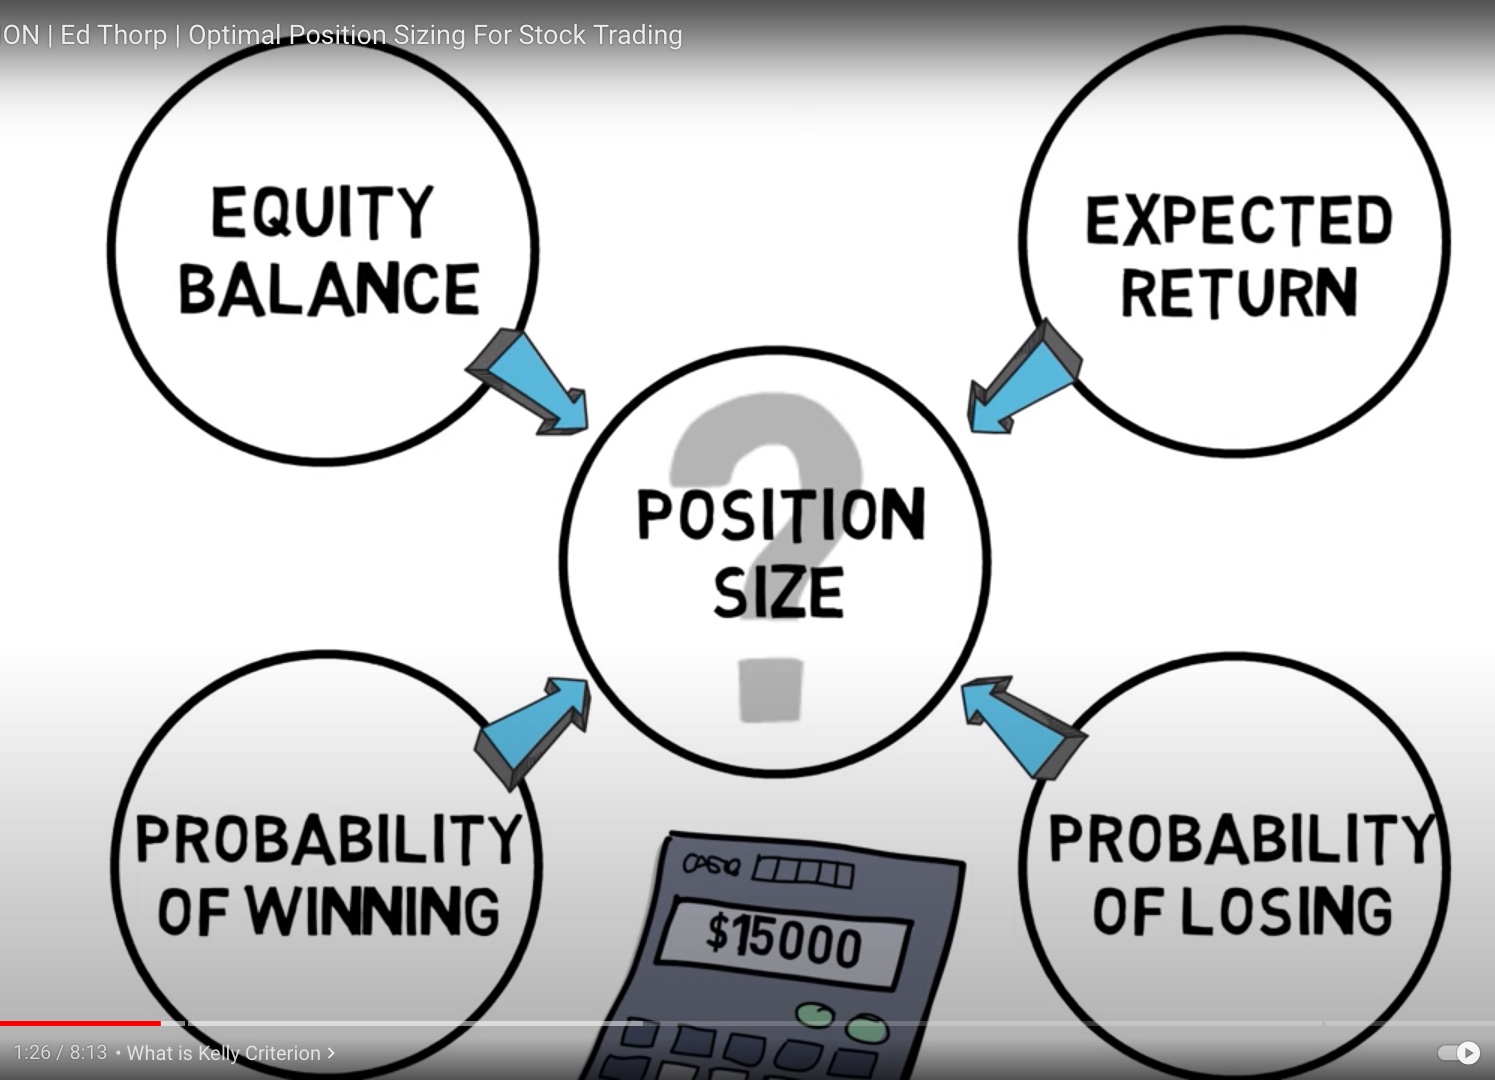 ON | Ed Thorp | Optimal Position Sizing For Stock Trading
EQUITY
BALANCE
EXPECTED
RETURN
POSITION
SIZE
?
PROBABILITY
OF WINNING
PROBABILITY
OF LOSING
$15000
1:26 / 8:13 • What is Kelly Criterion >